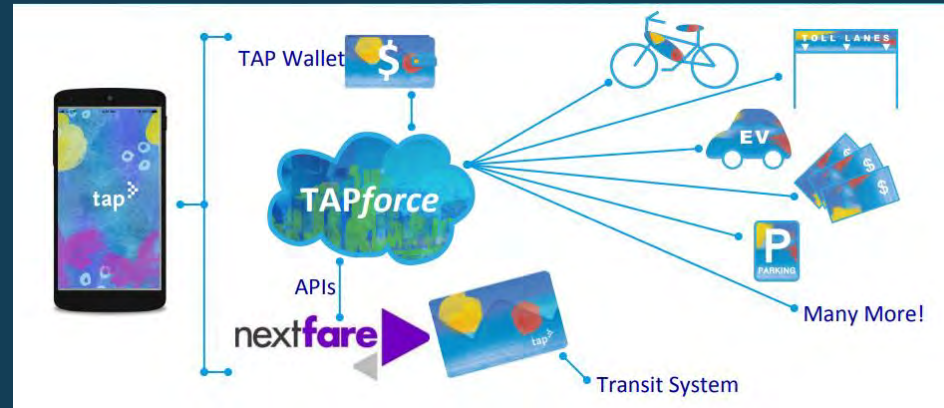 TAP Wallet
$
TOLL LANES
EV
tap
TAPforce
$
$
$
P
PARKING
APIs
nextfare
tap
Many More!
Transit System